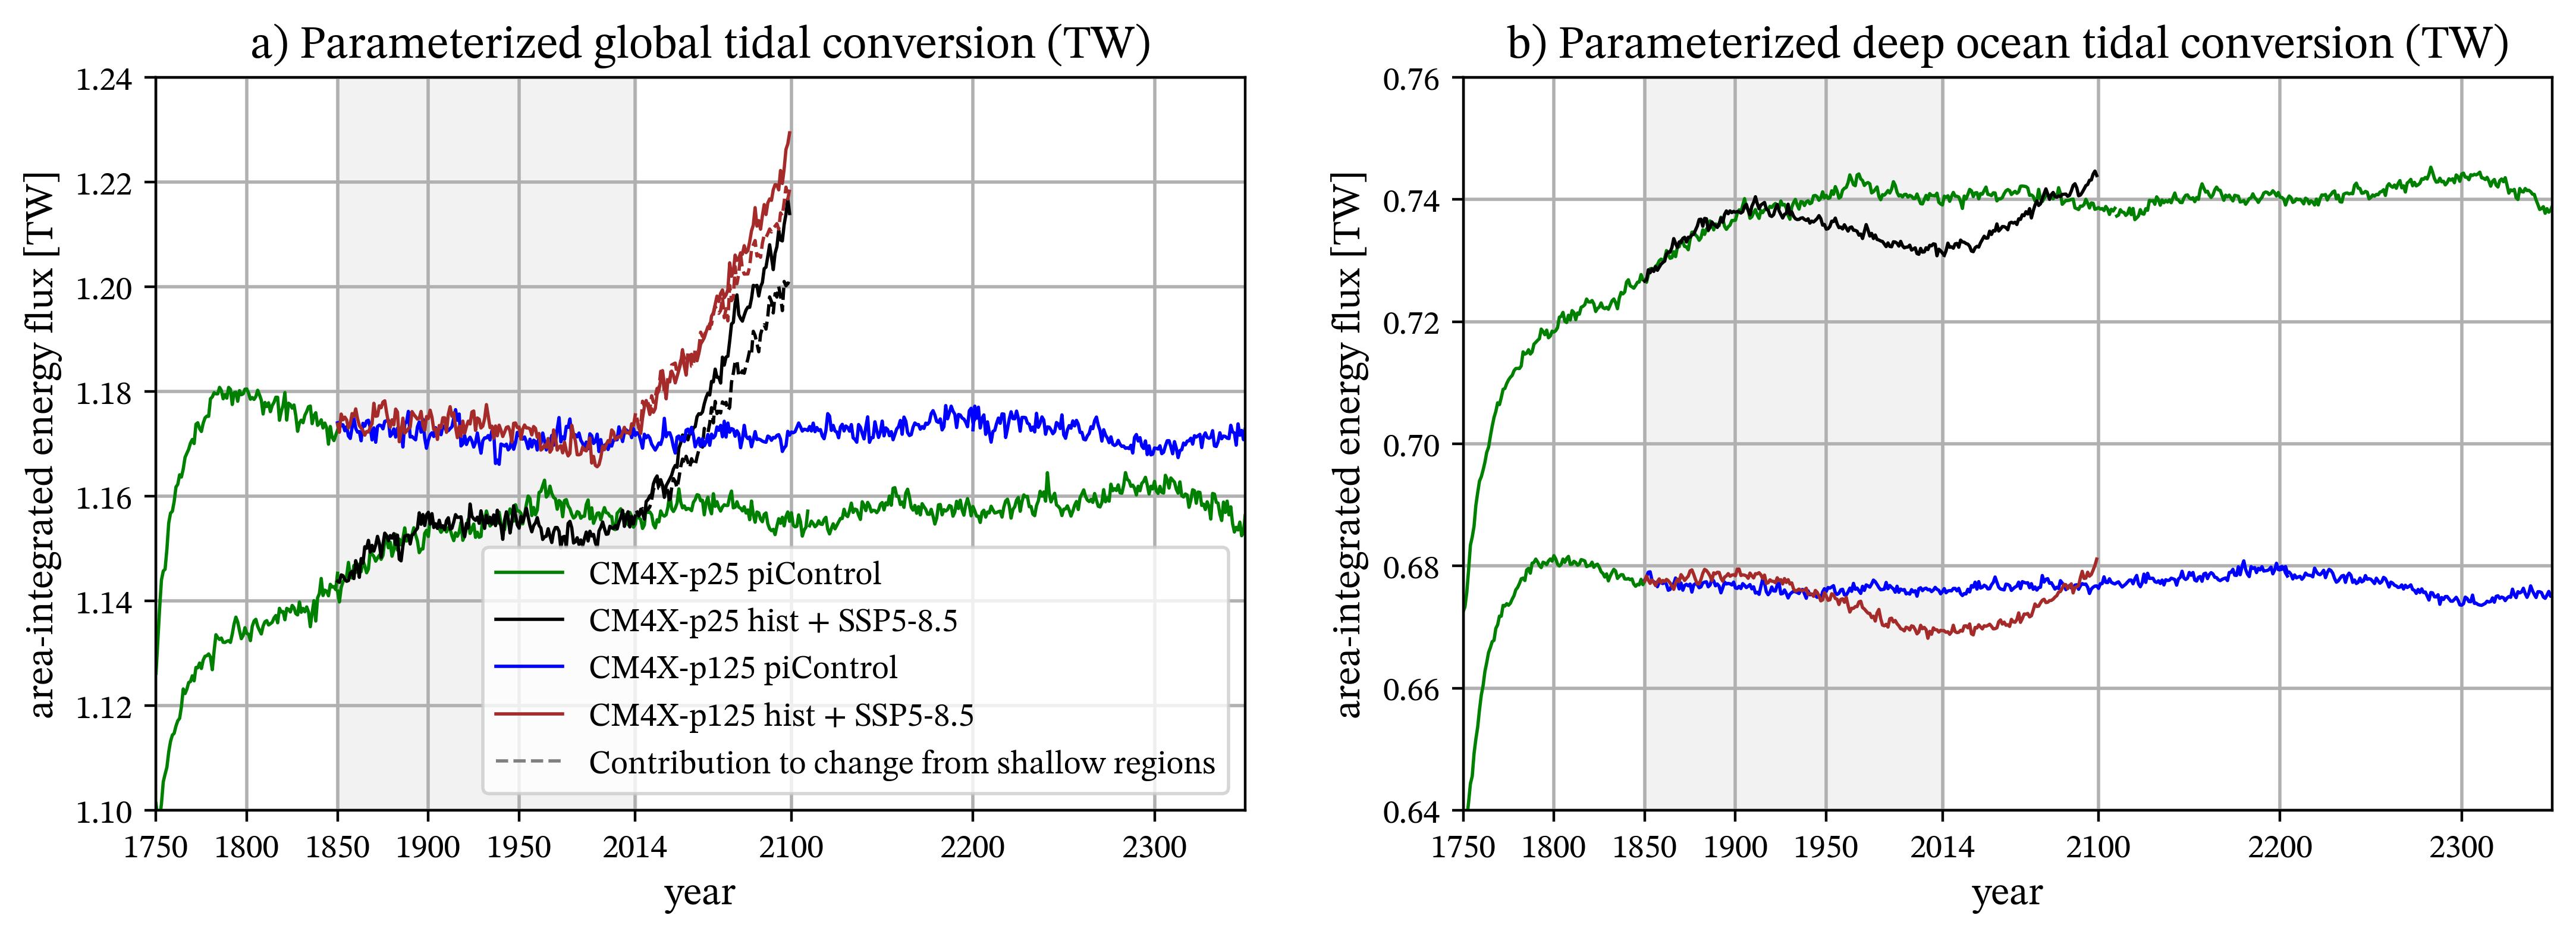 a) Parameterized global tidal conversion (TW)
area-integrated energy flux [TW]
1.24
1.22
1.20
1.18
1.16
1.14
1.12
1.10
CM4X-p25 piControl
CM4X-p25 hist + SSP5-8.5
CM4X-p125 piControl
CM4X-p125 hist + SSP5-8.5
Contribution to change from shallow regions
1750 1800 1850 1900 1950 2014 2100 2200 2300
year
b) Parameterized deep ocean tidal conversion (TW)
area-integrated energy flux [TW]
0.76
0.74
0.72
0.70
0.68
0.66
0.64
1750 1800 1850 1900 1950 2014 2100 2200 2300
year